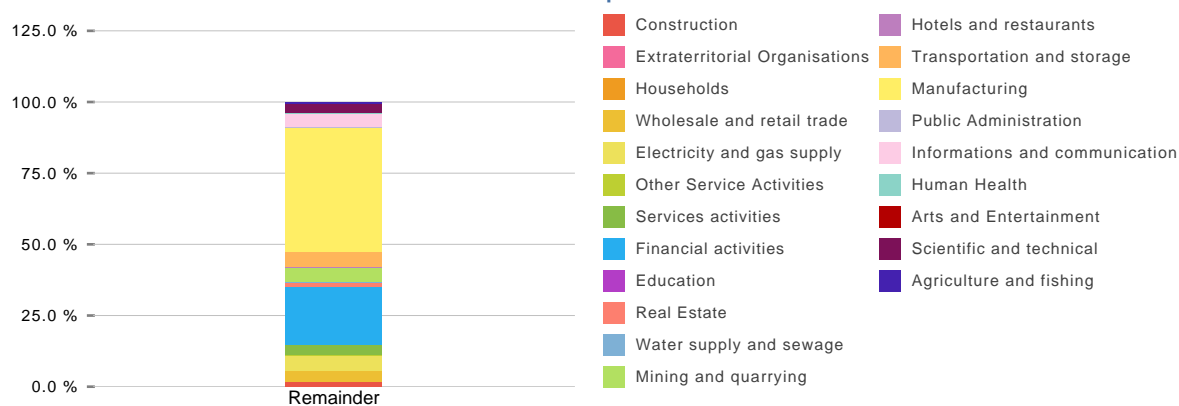 125.0 %
100.0 %
75.0 %
50.0 %
25.0 %
0.0 %
Remainder
Construction
Extraterritorial Organisations
Households
Wholesale and retail trade
Electricity and gas supply
Other Service Activities
Services activities
Financial activities
Education
Real Estate
Water supply and sewage
Mining and quarrying
Hotels and restaurants
Transportation and storage
Manufacturing
Public Administration
Informations and communication
Human Health
Arts and Entertainment
Scientific and technical
Agriculture and fishing